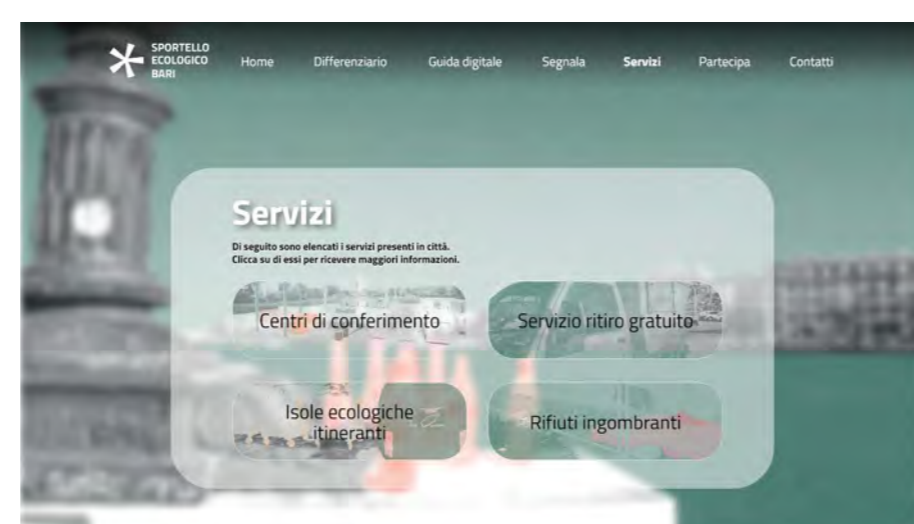 SPORTELLO
ECOLOGICO
BARI
Home Differenziario Guida digitale Segnala Servizi Partecipa Contatti
Servizi
Di seguito sono elencati i servizi presenti in città.
Clicca su di essi per ricevere maggiori informazioni.
Centri di conferimento
Servizio ritiro gratuito
Isole ecologiche
itineranti
Rifiuti ingombranti